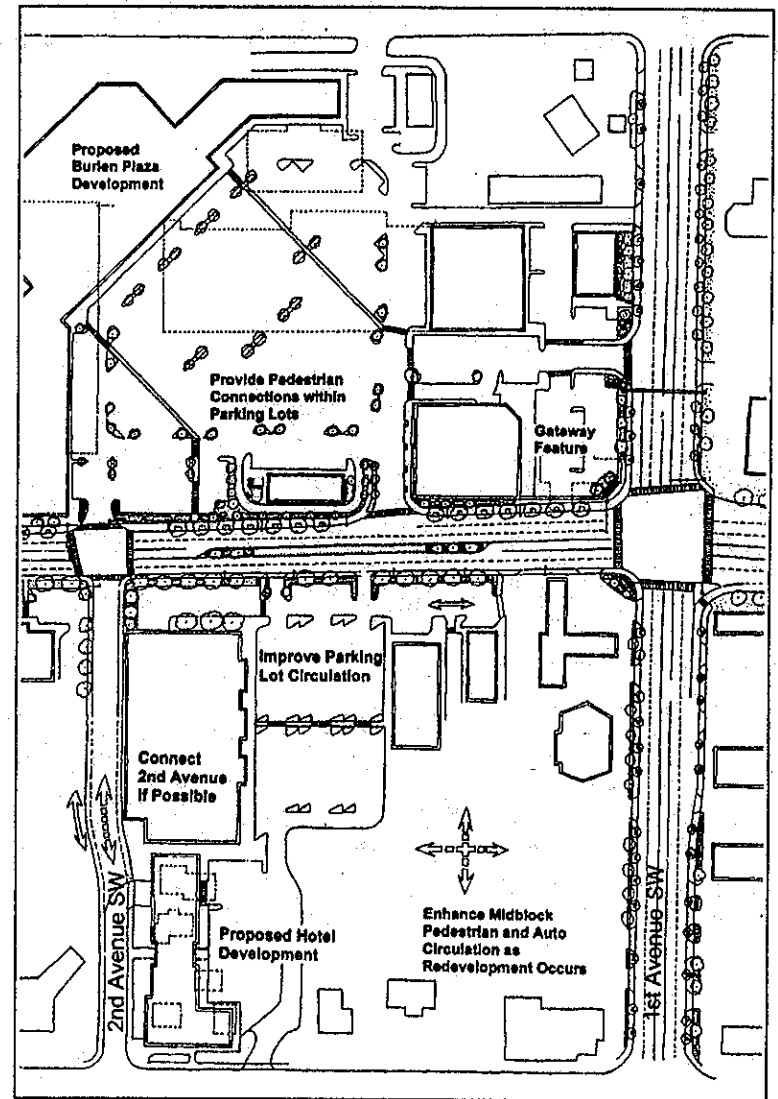 Proposed
Burien Plaza
Development
Provide Pedestrian
Connections within
Parking Lots
Gateway
Feature
Improve Parking
Lot Circulation
Connect
2nd Avenue
If Possible
2nd Avenue SW
Proposed Hotel
Development
Enhance Midblock
Pedestrian and Auto
Circulation as
Redevelopment Occurs
1st Avenue SW